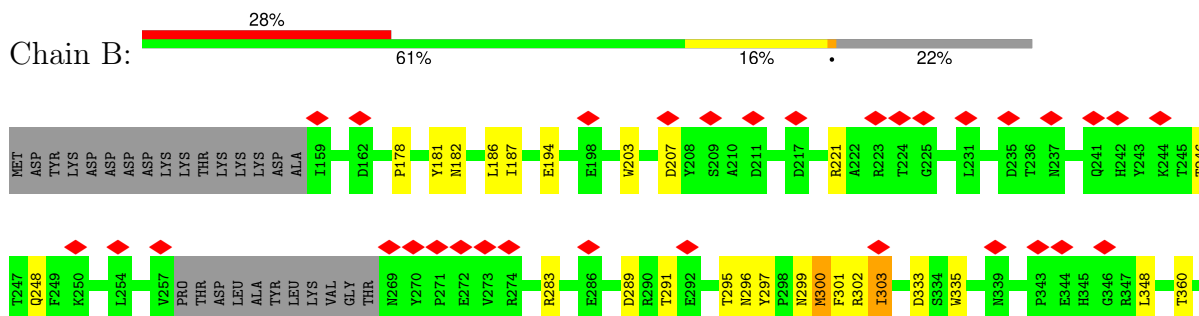 28%
Chain B:
61% 16% • 22%
MET ASP TYR LYS ASP ASP ASP ASP LYS LYS THR LYS LYS LYS ASP ALA I159 D162 P178 Y181 N182 L186 I187 E194 E198 W203 D207 Y208 S209 A210 D211 D217 R221 A222 R223 T224 G225 L231 D235 T236 N237 Q241 H242 Y243 K244 T245
T247 Q248 F249 K250 L254 V257 PRO THR ASP LEU ALA TYR LEU LYS VAL GLY THR N269 Y270 P271 E272 V273 R274 R283 E286 D289 R290 T291 E292 T295 N296 Y297 P298 N299 M300 F301 R302 I303 D333 S334 W335 N339 P343 E344 H345 G346 R347 L348 T360